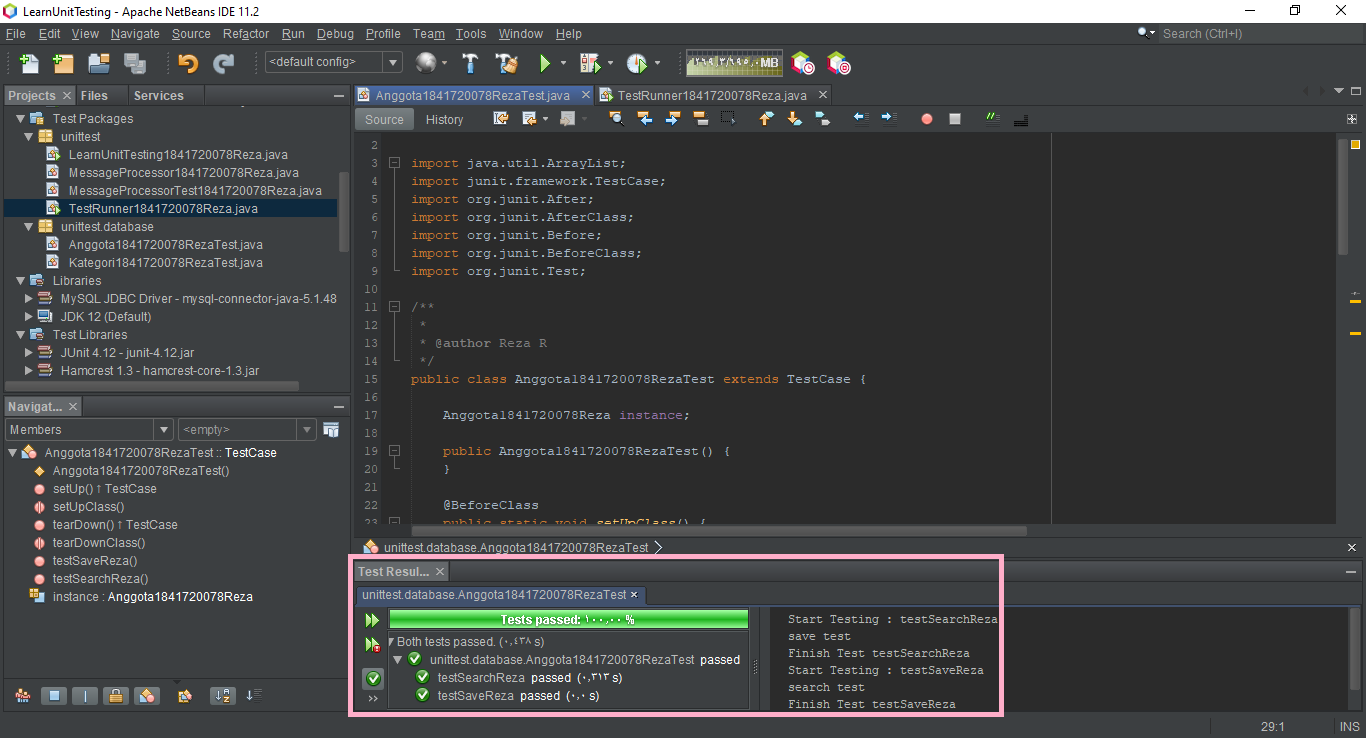 LearnUnitTesting - Apache NetBeans IDE 11.2
File Edit View Navigate Source Refactor Run Debug Profile Team Tools Window Help
Search (Ctrl+I)
<default config>
Projects Files Services
Test Packages
unittest
LearnUnitTesting1841720078Reza.java
MessageProcessor1841720078Reza.java
MessageProcessorTest1841720078Reza.java
TestRunner1841720078Reza.java
unittest.database
Anggota1841720078RezaTest.java
Kategori1841720078RezaTest.java
Libraries
MySQL JDBC Driver - mysql-connector-java-5.1.48
JDK 12 (Default)
Test Libraries
JUnit 4.12 - junit-4.12.jar
Hamcrest 1.3 - hamcrest-core-1.3.jar
Navigat...
Members
<empty>
Anggota1841720078RezaTest :: TestCase
Anggota1841720078RezaTest()
setUp() ↑ TestCase
setUpClass()
tearDown() ↑ TestCase
tearDownClass()
testSaveReza()
testSearchReza()
instance : Anggota1841720078Reza
Anggota1841720078RezaTest.java
TestRunner1841720078Reza.java
Source History
2
3 import java.util.ArrayList;
4 import junit.framework.TestCase;
5 import org.junit.After;
6 import org.junit.AfterClass;
7 import org.junit.Before;
8 import org.junit.BeforeClass;
9 import org.junit.Test;
10
11 /**
12 *
13 * @author Reza R
14 */
15 public class Anggota1841720078RezaTest extends TestCase {
16
17 Anggota1841720078Reza instance;
18
19 public Anggota1841720078RezaTest() {
20 }
21
22 @BeforeClass
23 public static void setUpClass() {
unittest.database.Anggota1841720078RezaTest
Test Resul...
unittest.database.Anggota1841720078RezaTest
Tests passed: ١٠٠,٠٠ %
Both tests passed. (٠,٤٣٨ s)
unittest.database.Anggota1841720078RezaTest passed
testSearchReza passed (٠,٣١٣ s)
testSaveReza passed (٠,٠ s)
Start Testing : testSearchReza
save test
Finish Test testSearchReza
Start Testing : testSaveReza
search test
Finish Test testSaveReza
29:1 INS